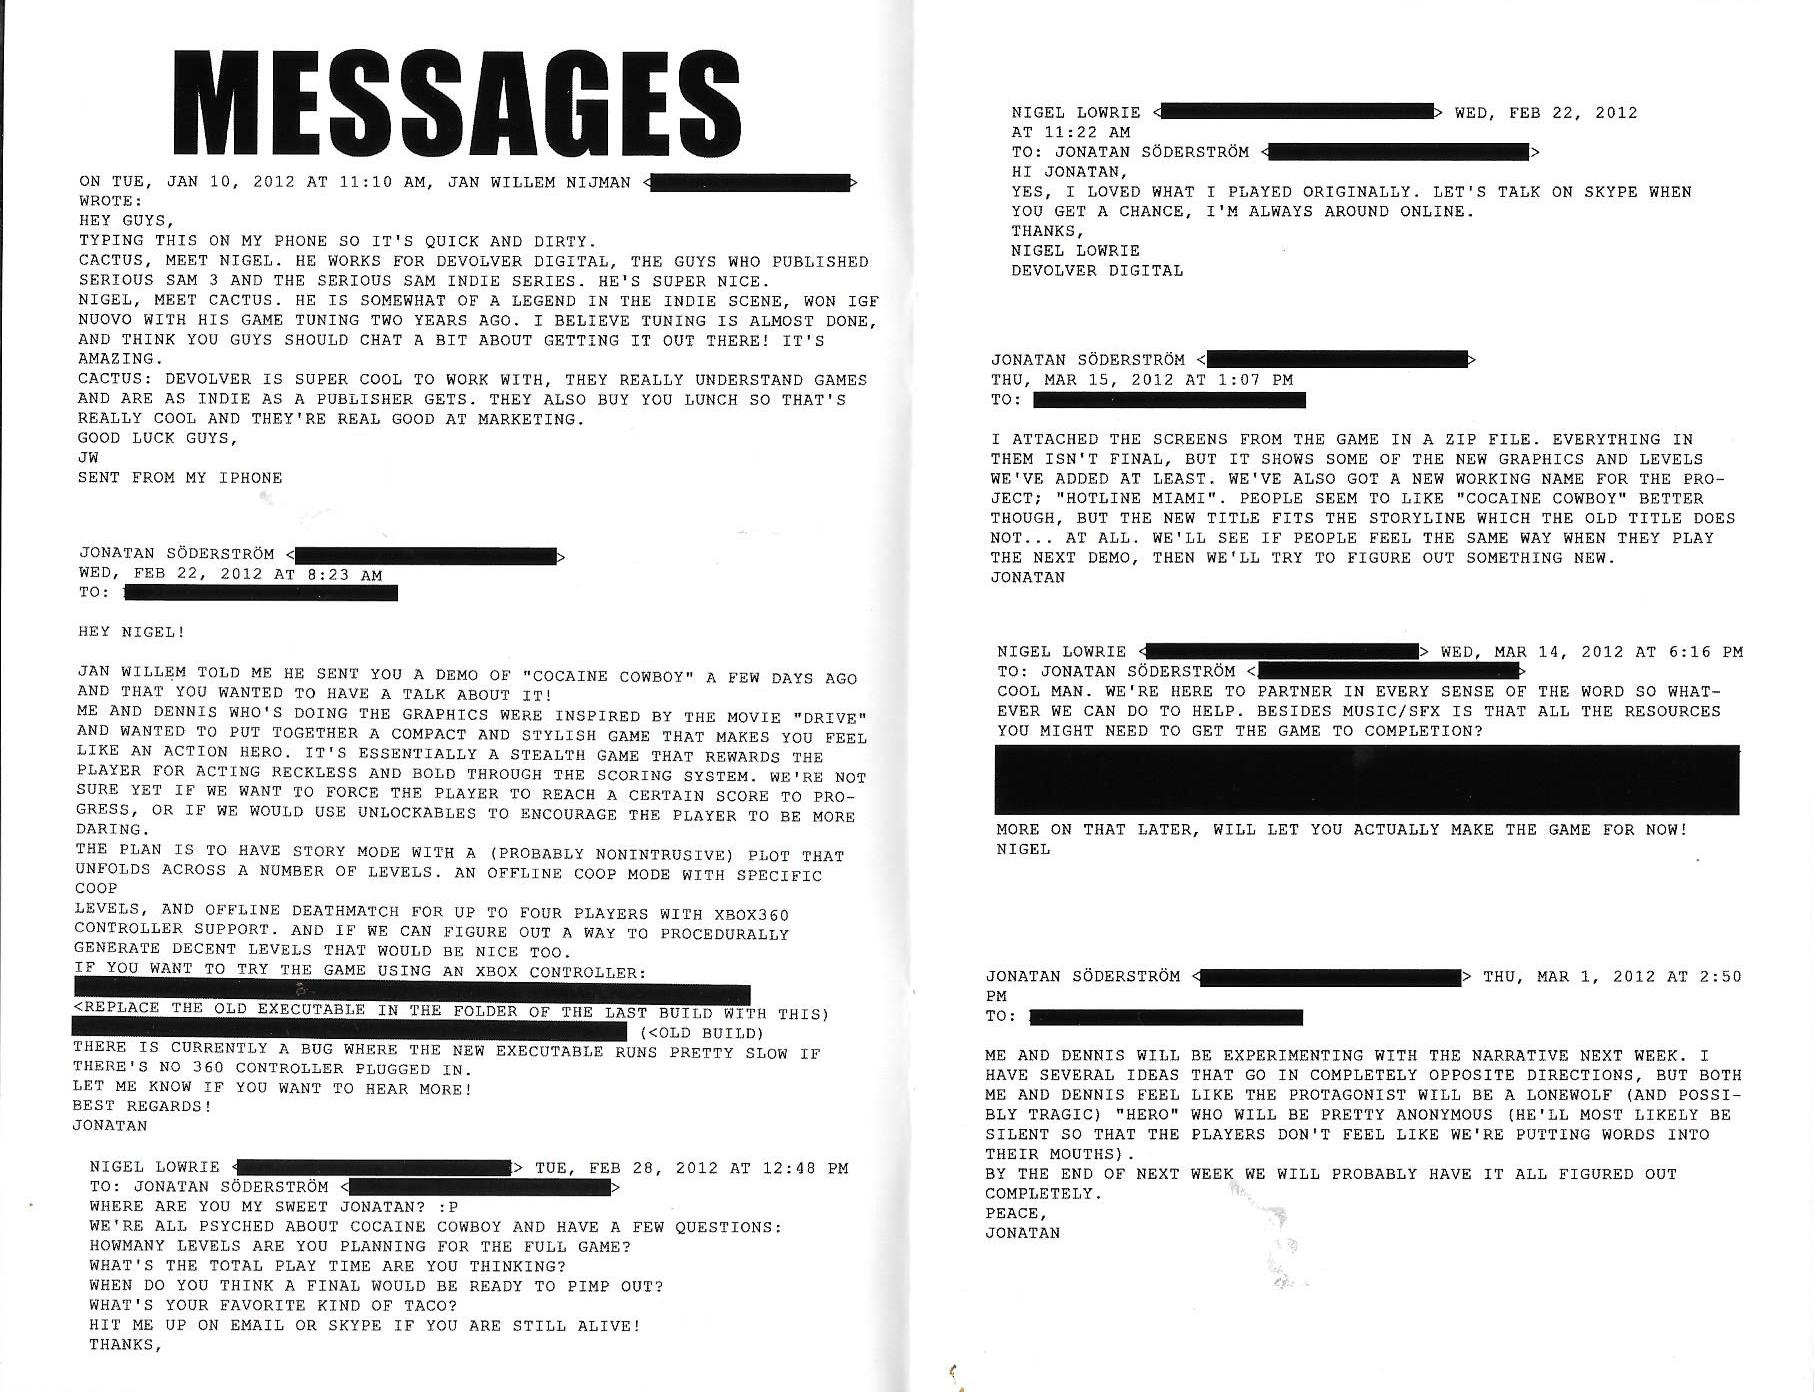 MESSAGES
ON TUE, JAN 10, 2012 AT 11:10 AM, JAN WILLEM NIJMAN < >
WROTE:
HEY GUYS,
TYPING THIS ON MY PHONE SO IT'S QUICK AND DIRTY.
CACTUS, MEET NIGEL. HE WORKS FOR DEVOLVER DIGITAL, THE GUYS WHO PUBLISHED
SERIOUS SAM 3 AND THE SERIOUS SAM INDIE SERIES. HE'S SUPER NICE.
NIGEL, MEET CACTUS. HE IS SOMEWHAT OF A LEGEND IN THE INDIE SCENE, WON IGF
NUOVO WITH HIS GAME TUNING TWO YEARS AGO. I BELIEVE TUNING IS ALMOST DONE,
AND THINK YOU GUYS SHOULD CHAT A BIT ABOUT GETTING IT OUT THERE! IT'S
AMAZING.
CACTUS: DEVOLVER IS SUPER COOL TO WORK WITH, THEY REALLY UNDERSTAND GAMES
AND ARE AS INDIE AS A PUBLISHER GETS. THEY ALSO BUY YOU LUNCH SO THAT'S
REALLY COOL AND THEY'RE REAL GOOD AT MARKETING.
GOOD LUCK GUYS,
JW
SENT FROM MY IPHONE
JONATAN SÖDERSTRÖM < >
WED, FEB 22, 2012 AT 8:23 AM
TO:
HEY NIGEL!
JAN WILLEM TOLD ME HE SENT YOU A DEMO OF "COCAINE COWBOY" A FEW DAYS AGO
AND THAT YOU WANTED TO HAVE A TALK ABOUT IT!
ME AND DENNIS WHO'S DOING THE GRAPHICS WERE INSPIRED BY THE MOVIE "DRIVE"
AND WANTED TO PUT TOGETHER A COMPACT AND STYLISH GAME THAT MAKES YOU FEEL
LIKE AN ACTION HERO. IT'S ESSENTIALLY A STEALTH GAME THAT REWARDS THE
PLAYER FOR ACTING RECKLESS AND BOLD THROUGH THE SCORING SYSTEM. WE'RE NOT
SURE YET IF WE WANT TO FORCE THE PLAYER TO REACH A CERTAIN SCORE TO PRO-
GRESS, OR IF WE WOULD USE UNLOCKABLES TO ENCOURAGE THE PLAYER TO BE MORE
DARING.
THE PLAN IS TO HAVE STORY MODE WITH A (PROBABLY NONINTRUSIVE) PLOT THAT
UNFOLDS ACROSS A NUMBER OF LEVELS. AN OFFLINE COOP MODE WITH SPECIFIC
COOP
LEVELS, AND OFFLINE DEATHMATCH FOR UP TO FOUR PLAYERS WITH XBOX360
CONTROLLER SUPPORT. AND IF WE CAN FIGURE OUT A WAY TO PROCEDURALLY
GENERATE DECENT LEVELS THAT WOULD BE NICE TOO.
IF YOU WANT TO TRY THE GAME USING AN XBOX CONTROLLER:
<REPLACE THE OLD EXECUTABLE IN THE FOLDER OF THE LAST BUILD WITH THIS)
(<OLD BUILD)
THERE IS CURRENTLY A BUG WHERE THE NEW EXECUTABLE RUNS PRETTY SLOW IF
THERE'S NO 360 CONTROLLER PLUGGED IN.
LET ME KNOW IF YOU WANT TO HEAR MORE!
BEST REGARDS!
JONATAN
NIGEL LOWRIE < > TUE, FEB 28, 2012 AT 12:48 PM
TO: JONATAN SÖDERSTRÖM < >
WHERE ARE YOU MY SWEET JONATAN? :P
WE'RE ALL PSYCHED ABOUT COCAINE COWBOY AND HAVE A FEW QUESTIONS:
HOWMANY LEVELS ARE YOU PLANNING FOR THE FULL GAME?
WHAT'S THE TOTAL PLAY TIME ARE YOU THINKING?
WHEN DO YOU THINK A FINAL WOULD BE READY TO PIMP OUT?
WHAT'S YOUR FAVORITE KIND OF TACO?
HIT ME UP ON EMAIL OR SKYPE IF YOU ARE STILL ALIVE!
THANKS,
NIGEL LOWRIE < > WED, FEB 22, 2012
AT 11:22 AM
TO: JONATAN SÖDERSTRÖM < >
HI JONATAN,
YES, I LOVED WHAT I PLAYED ORIGINALLY. LET'S TALK ON SKYPE WHEN
YOU GET A CHANCE, I'M ALWAYS AROUND ONLINE.
THANKS,
NIGEL LOWRIE
DEVOLVER DIGITAL
JONATAN SÖDERSTRÖM < >
THU, MAR 15, 2012 AT 1:07 PM
TO:
I ATTACHED THE SCREENS FROM THE GAME IN A ZIP FILE. EVERYTHING IN
THEM ISN'T FINAL, BUT IT SHOWS SOME OF THE NEW GRAPHICS AND LEVELS
WE'VE ADDED AT LEAST. WE'VE ALSO GOT A NEW WORKING NAME FOR THE PRO-
JECT; "HOTLINE MIAMI". PEOPLE SEEM TO LIKE "COCAINE COWBOY" BETTER
THOUGH, BUT THE NEW TITLE FITS THE STORYLINE WHICH THE OLD TITLE DOES
NOT... AT ALL. WE'LL SEE IF PEOPLE FEEL THE SAME WAY WHEN THEY PLAY
THE NEXT DEMO, THEN WE'LL TRY TO FIGURE OUT SOMETHING NEW.
JONATAN
NIGEL LOWRIE < > WED, MAR 14, 2012 AT 6:16 PM
TO: JONATAN SÖDERSTRÖM < >
COOL MAN. WE'RE HERE TO PARTNER IN EVERY SENSE OF THE WORD SO WHAT-
EVER WE CAN DO TO HELP. BESIDES MUSIC/SFX IS THAT ALL THE RESOURCES
YOU MIGHT NEED TO GET THE GAME TO COMPLETION?
MORE ON THAT LATER, WILL LET YOU ACTUALLY MAKE THE GAME FOR NOW!
NIGEL
JONATAN SÖDERSTRÖM < > THU, MAR 1, 2012 AT 2:50
PM
TO:
ME AND DENNIS WILL BE EXPERIMENTING WITH THE NARRATIVE NEXT WEEK. I
HAVE SEVERAL IDEAS THAT GO IN COMPLETELY OPPOSITE DIRECTIONS, BUT BOTH
ME AND DENNIS FEEL LIKE THE PROTAGONIST WILL BE A LONEWOLF (AND POSSI-
BLY TRAGIC) "HERO" WHO WILL BE PRETTY ANONYMOUS (HE'LL MOST LIKELY BE
SILENT SO THAT THE PLAYERS DON'T FEEL LIKE WE'RE PUTTING WORDS INTO
THEIR MOUTHS).
BY THE END OF NEXT WEEK WE WILL PROBABLY HAVE IT ALL FIGURED OUT
COMPLETELY.
PEACE,
JONATAN